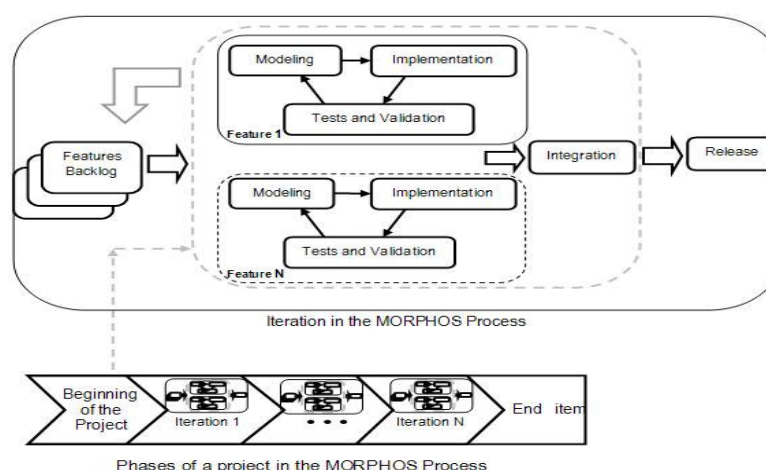 Modeling
Implementation
Tests and Validation
Feature 1
Features
Backlog
Integration
Release
Modeling
Implementation
Tests and Validation
Feature N
Iteration in the MORPHOS Process
Beginning
of the
Project
Iteration 1
• • •
Iteration N
End item
Phases of a project in the MORPHOS Process